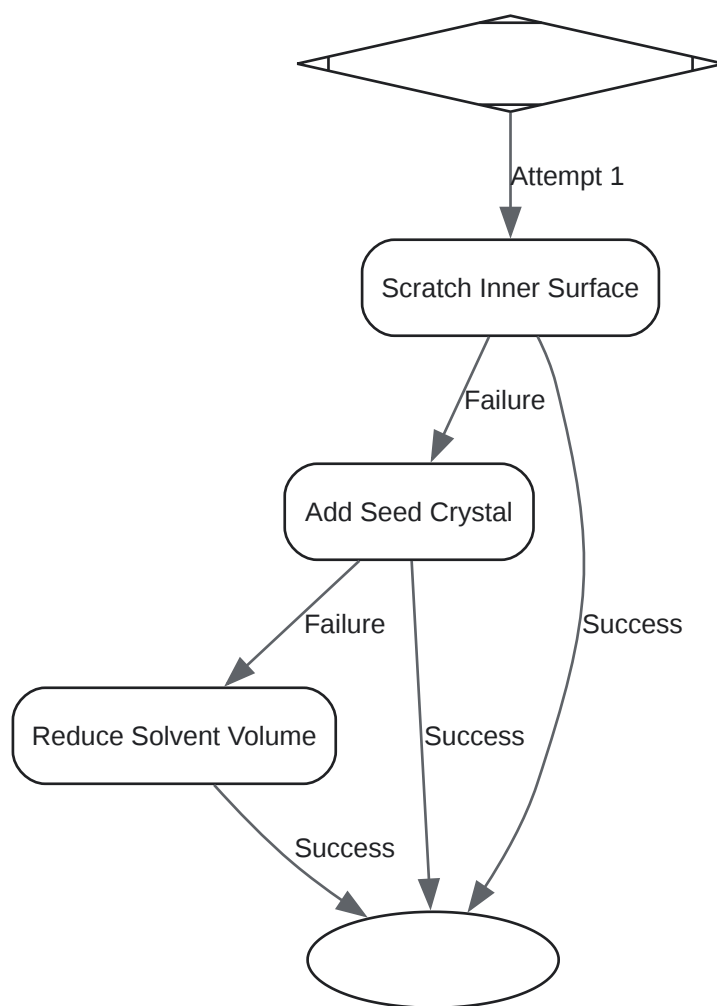 Attempt 1
Scratch Inner Surface
Failure
Add Seed Crystal
Failure
Success
Reduce Solvent Volume
Success
Success